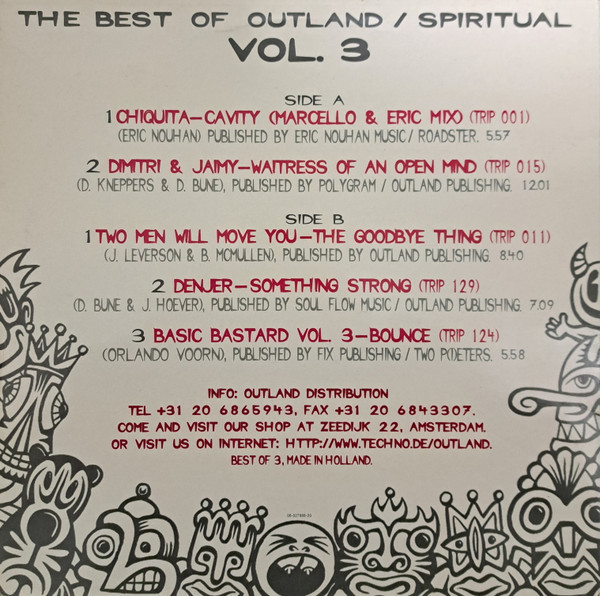 THE BEST OF OUTLAND / SPIRITUAL
VOL. 3
SIDE A
1 CHIQUITA–CAVITY (MARCELLO & ERIC MIX) (TRIP 001)
(ERIC NOUHAN) PUBLISHED BY ERIC NOUHAN MUSIC / ROADSTER. 5.57
2 DIMITRI & JAIMY–WAITRESS OF AN OPEN MIND (TRIP 015)
(D. KNEPPERS & D. BUNE), PUBLISHED BY POLYGRAM / OUTLAND PUBLISHING. 12.01
SIDE B
1 TWO MEN WILL MOVE YOU–THE GOODBYE THING (TRIP 011)
(J. LEVERSON & B. MCMULLEN), PUBLISHED BY OUTLAND PUBLISHING. 8.40
2 DENJER–SOMETHING STRONG (TRIP 129)
(D. BUNE & J. HOEVER), PUBLISHED BY SOUL FLOW MUSIC / OUTLAND PUBLISHING. 7.09
3 BASIC BASTARD VOL. 3–BOUNCE (TRIP 124)
(ORLANDO VOORN), PUBLISHED BY FIX PUBLISHING / TWO P(I)ETERS. 5.58
INFO: OUTLAND DISTRIBUTION
TEL +31 20 6865943, FAX +31 20 6843307.
COME AND VISIT OUR SHOP AT ZEEDIJK 22, AMSTERDAM.
OR VISIT US ON INTERNET: HTTP://WWW.TECHNO.DE/OUTLAND.
BEST OF 3, MADE IN HOLLAND.